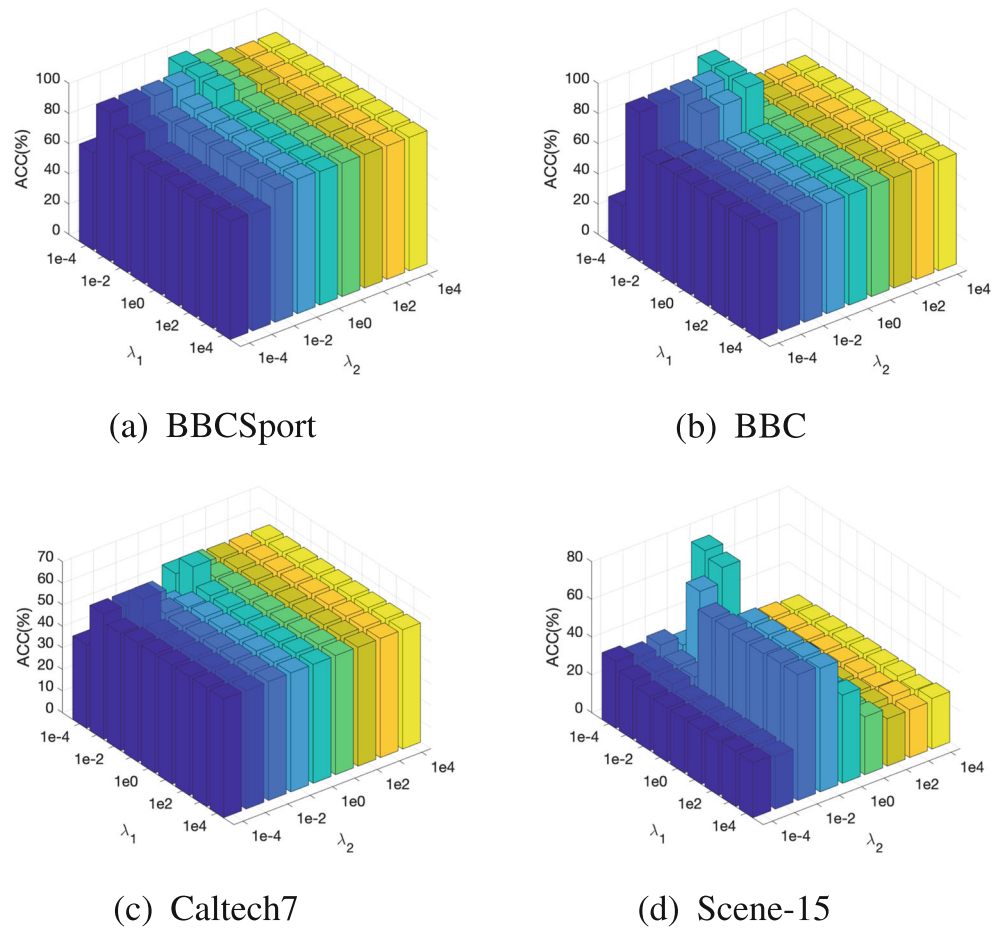 100
80
60
40
20
0
ACC(%)
1e-4
1e-2
1e0
1e2
1e4
λ1
1e-4
1e-2
1e0
1e2
1e4
λ2
(a) BBCSport
100
80
60
40
20
0
ACC(%)
1e-4
1e-2
1e0
1e2
1e4
λ1
1e-4
1e-2
1e0
1e2
1e4
λ2
(b) BBC
70
60
50
40
30
20
10
0
ACC(%)
1e-4
1e-2
1e0
1e2
1e4
λ1
1e-4
1e-2
1e0
1e2
1e4
λ2
(c) Caltech7
80
60
40
20
0
ACC(%)
1e-4
1e-2
1e0
1e2
1e4
λ1
1e-4
1e-2
1e0
1e2
1e4
λ2
(d) Scene-15